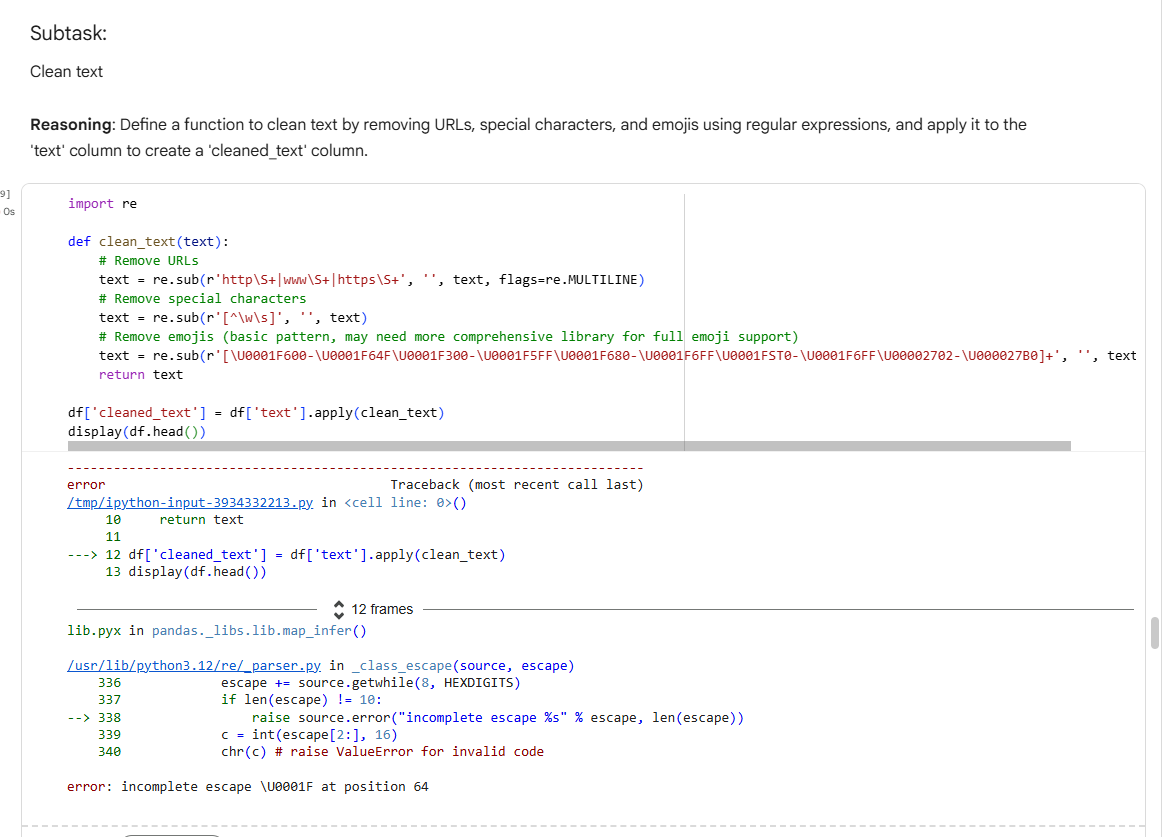 Subtask:
Clean text
Reasoning: Define a function to clean text by removing URLs, special characters, and emojis using regular expressions, and apply it to the
'text' column to create a 'cleaned_text' column.
9]
0s
import re
def clean_text(text):
    # Remove URLs
    text = re.sub(r'http\S+|www\S+|https\S+', '', text, flags=re.MULTILINE)
    # Remove special characters
    text = re.sub(r'[^\w\s]', '', text)
    # Remove emojis (basic pattern, may need more comprehensive library for full emoji support)
    text = re.sub(r'[\U0001F600-\U0001F64F\U0001F300-\U0001F5FF\U0001F680-\U0001F6FF\U0001FST0-\U0001F6FF\U00002702-\U000027B0]+', '', text
    return text
df['cleaned_text'] = df['text'].apply(clean_text)
display(df.head())
---------------------------------------------------------------------------
error                                     Traceback (most recent call last)
/tmp/ipython-input-3934332213.py in <cell line: 0>()
     10     return text
     11
---> 12 df['cleaned_text'] = df['text'].apply(clean_text)
     13 display(df.head())
12 frames
lib.pyx in pandas._libs.lib.map_infer()
/usr/lib/python3.12/re/_parser.py in _class_escape(source, escape)
    336             escape += source.getwhile(8, HEXDIGITS)
    337             if len(escape) != 10:
--> 338                 raise source.error("incomplete escape %s" % escape, len(escape))
    339             c = int(escape[2:], 16)
    340             chr(c) # raise ValueError for invalid code
error: incomplete escape \U0001F at position 64